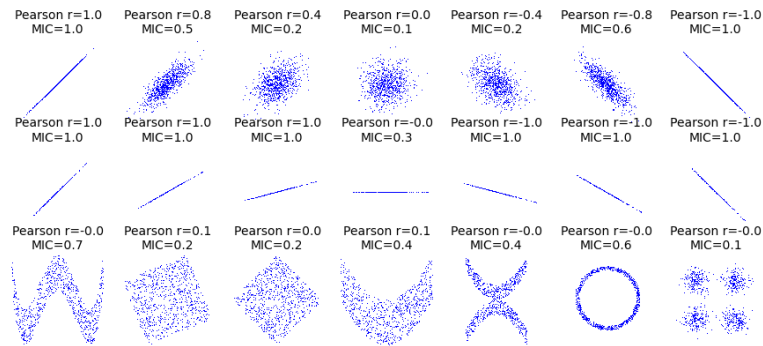 Pearson r=1.0 Pearson r=0.8 Pearson r=0.4 Pearson r=0.0 Pearson r=-0.4 Pearson r=-0.8 Pearson r=-1.0
MIC=1.0 MIC=0.5 MIC=0.2 MIC=0.1 MIC=0.2 MIC=0.6 MIC=1.0
Pearson r=1.0 Pearson r=1.0 Pearson r=1.0 Pearson r=-0.0 Pearson r=-1.0 Pearson r=-1.0 Pearson r=-1.0
MIC=1.0 MIC=1.0 MIC=1.0 MIC=0.3 MIC=1.0 MIC=1.0 MIC=1.0
Pearson r=-0.0 Pearson r=0.1 Pearson r=0.0 Pearson r=0.1 Pearson r=-0.0 Pearson r=-0.0 Pearson r=-0.0
MIC=0.7 MIC=0.2 MIC=0.2 MIC=0.4 MIC=0.4 MIC=0.6 MIC=0.1